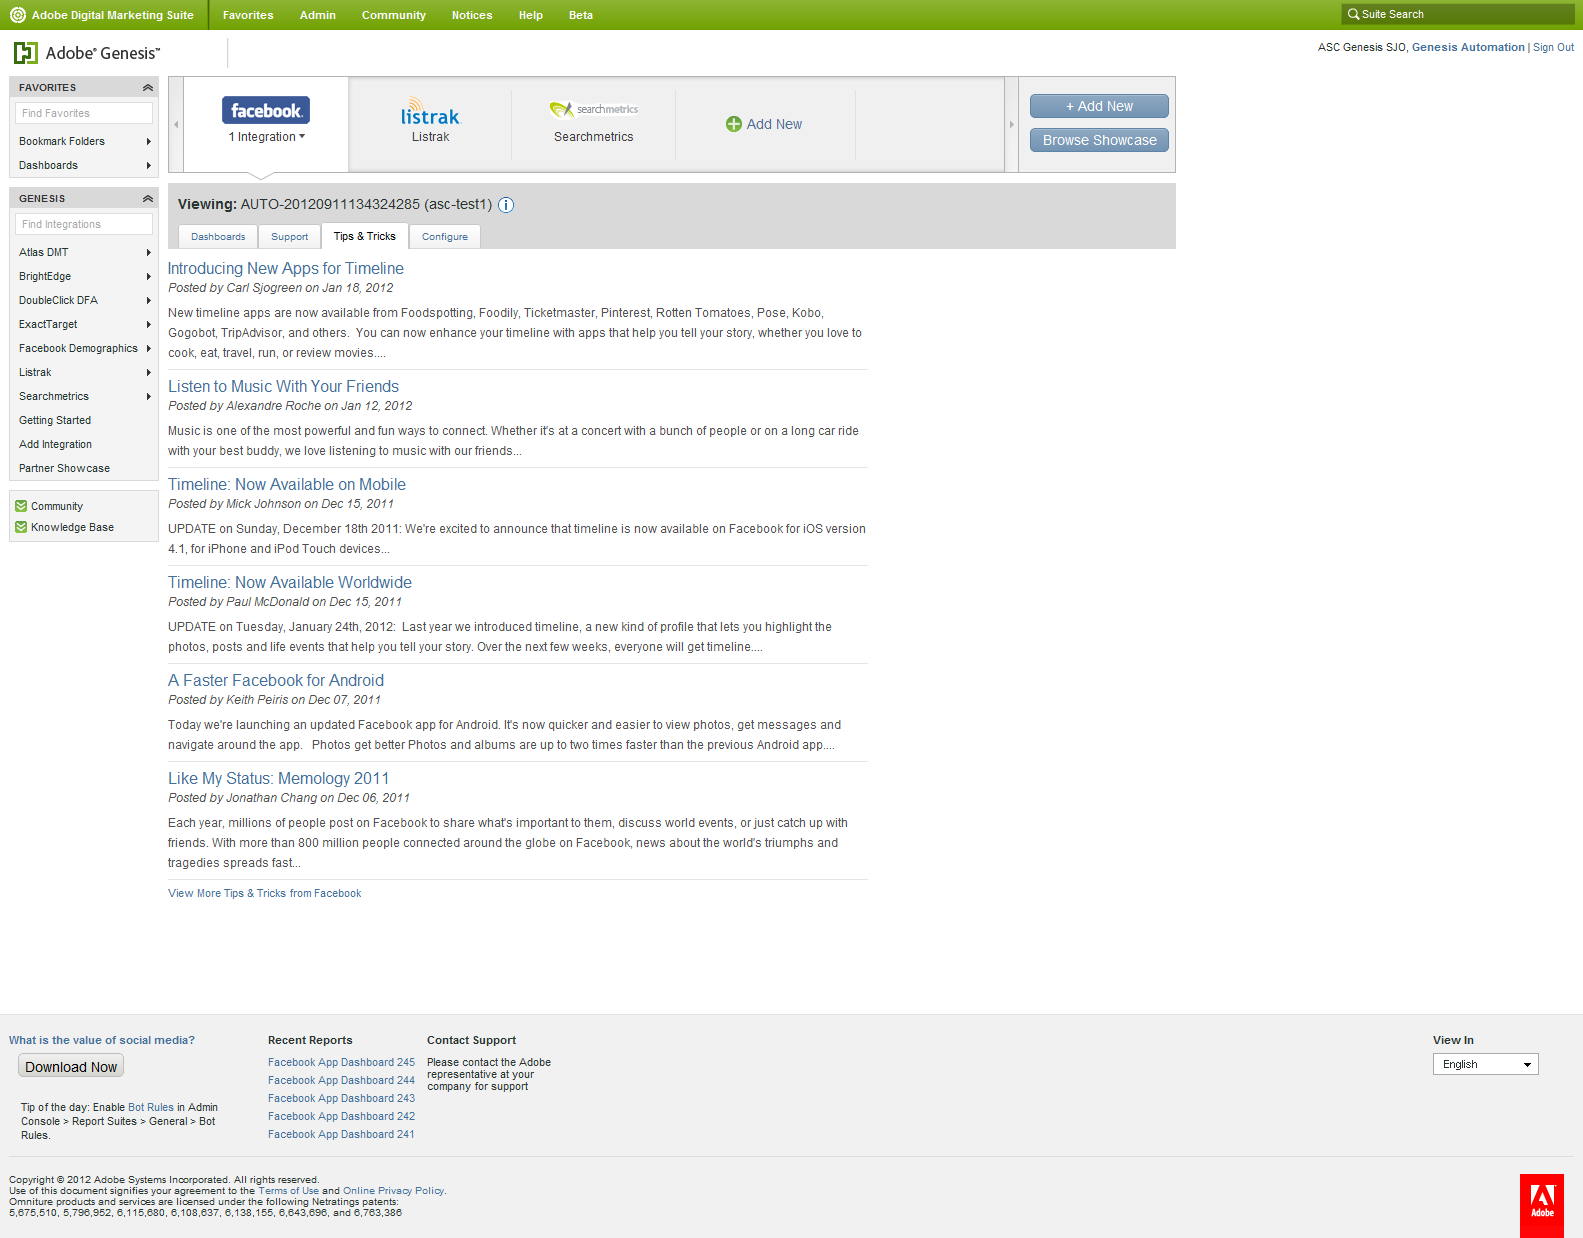 Adobe Digital Marketing Suite
Favorites
Admin
Community
Notices
Help
Beta
Suite Search
Adobe® Genesis™
ASC Genesis SJO, Genesis Automation | Sign Out
FAVORITES
Find Favorites
Bookmark Folders
Dashboards
GENESIS
Find Integrations
Atlas DMT
BrightEdge
DoubleClick DFA
ExactTarget
Facebook Demographics
Listrak
Searchmetrics
Getting Started
Add Integration
Partner Showcase
Community
Knowledge Base
facebook.
1 Integration
listrak
Listrak
searchmetrics
Searchmetrics
Add New
+ Add New
Browse Showcase
Viewing: AUTO-20120911134324285 (asc-test1)
Dashboards
Support
Tips & Tricks
Configure
Introducing New Apps for Timeline
Posted by Carl Sjogreen on Jan 18, 2012
New timeline apps are now available from Foodspotting, Foodily, Ticketmaster, Pinterest, Rotten Tomatoes, Pose, Kobo,
Gogobot, TripAdvisor, and others.  You can now enhance your timeline with apps that help you tell your story, whether you love to
cook, eat, travel, run, or review movies....
Listen to Music With Your Friends
Posted by Alexandre Roche on Jan 12, 2012
Music is one of the most powerful and fun ways to connect. Whether it's at a concert with a bunch of people or on a long car ride
with your best buddy, we love listening to music with our friends...
Timeline: Now Available on Mobile
Posted by Mick Johnson on Dec 15, 2011
UPDATE on Sunday, December 18th 2011: We're excited to announce that timeline is now available on Facebook for iOS version
4.1, for iPhone and iPod Touch devices...
Timeline: Now Available Worldwide
Posted by Paul McDonald on Dec 15, 2011
UPDATE on Tuesday, January 24th, 2012:  Last year we introduced timeline, a new kind of profile that lets you highlight the
photos, posts and life events that help you tell your story. Over the next few weeks, everyone will get timeline....
A Faster Facebook for Android
Posted by Keith Peiris on Dec 07, 2011
Today we're launching an updated Facebook app for Android. It's now quicker and easier to view photos, get messages and
navigate around the app.   Photos get better Photos and albums are up to two times faster than the previous Android app....
Like My Status: Memology 2011
Posted by Jonathan Chang on Dec 06, 2011
Each year, millions of people post on Facebook to share what's important to them, discuss world events, or just catch up with
friends. With more than 800 million people connected around the globe on Facebook, news about the world's triumphs and
tragedies spreads fast...
View More Tips & Tricks from Facebook
What is the value of social media?
Download Now
Tip of the day: Enable Bot Rules in Admin
Console > Report Suites > General > Bot
Rules.
Recent Reports
Facebook App Dashboard 245
Facebook App Dashboard 244
Facebook App Dashboard 243
Facebook App Dashboard 242
Facebook App Dashboard 241
Contact Support
Please contact the Adobe
representative at your
company for support
View In
English
Copyright © 2012 Adobe Systems Incorporated. All rights reserved.
Use of this document signifies your agreement to the Terms of Use and Online Privacy Policy.
Omniture products and services are licensed under the following Netratings patents:
5,675,510, 5,796,952, 6,115,680, 6,108,637, 6,138,155, 6,643,696, and 6,763,386
Adobe